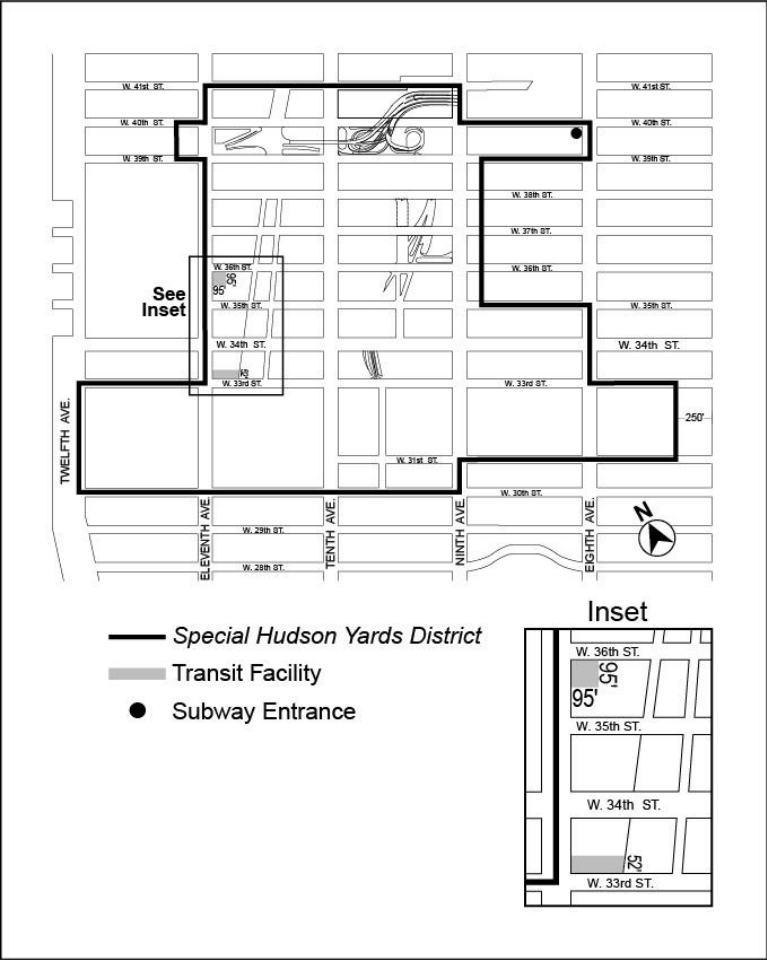 W. 41st ST.
W. 41st ST.
W. 40th ST.
W. 40th ST.
W. 39th ST.
W. 39th ST.
W. 38th ST.
W. 37th ST.
W. 36th ST.
W. 36th ST.
95'
95'
See
Inset
W. 35th ST.
W. 35th ST.
W. 34th ST.
W. 34th ST.
52'
W. 33rd ST.
W. 33rd ST.
TWELFTH AVE.
250'
W. 31st ST.
W. 30th ST.
ELEVENTH AVE.
TENTH AVE.
NINTH AVE.
EIGHTH AVE.
N
W. 29th ST.
W. 28th ST.
Inset
Special Hudson Yards District
Transit Facility
Subway Entrance
W. 36th ST.
95'
95'
W. 35th ST.
W. 34th ST.
52'
W. 33rd ST.